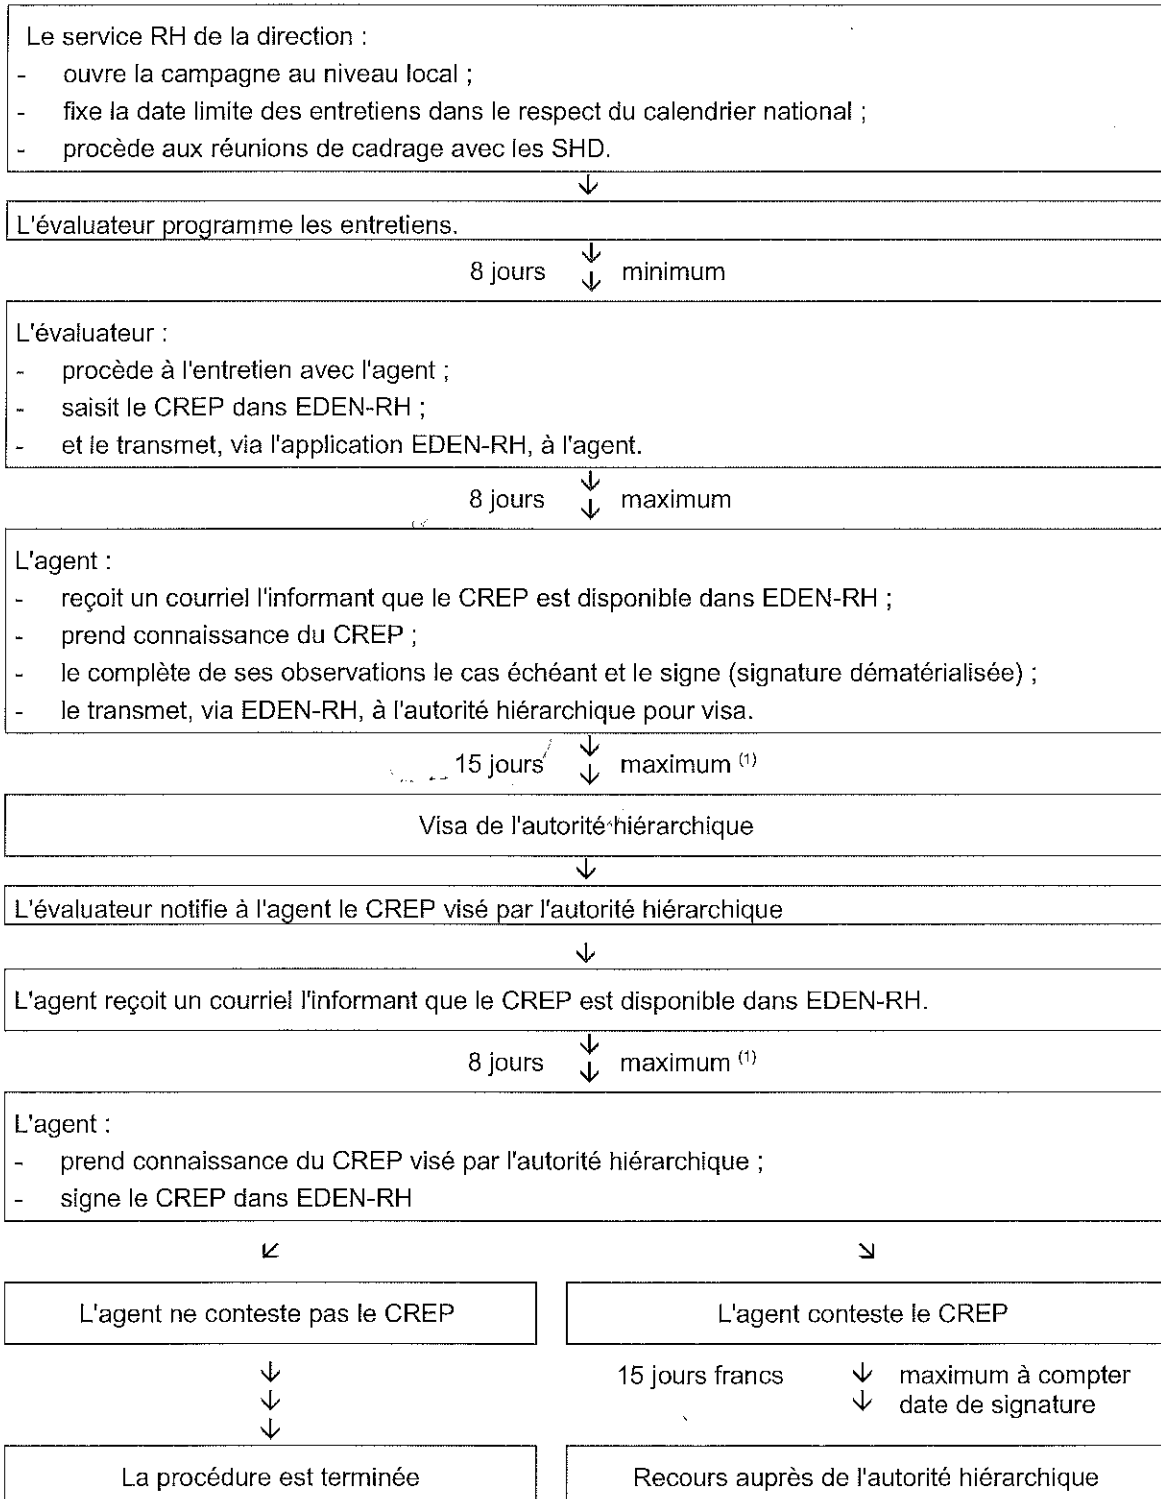 Le service RH de la direction :
- ouvre la campagne au niveau local ;
- fixe la date limite des entretiens dans le respect du calendrier national ;
- procède aux réunions de cadrage avec les SHD.
↓
L'évaluateur programme les entretiens.
8 jours ↓ minimum
↓
L'évaluateur :
- procède à l'entretien avec l'agent ;
- saisit le CREP dans EDEN-RH ;
- et le transmet, via l'application EDEN-RH, à l'agent.
8 jours ↓ maximum
↓
L'agent :
- reçoit un courriel l'informant que le CREP est disponible dans EDEN-RH ;
- prend connaissance du CREP ;
- le complète de ses observations le cas échéant et le signe (signature dématérialisée) ;
- le transmet, via EDEN-RH, à l'autorité hiérarchique pour visa.
15 jours ↓ maximum (1)
↓
Visa de l'autorité hiérarchique
↓
L'évaluateur notifie à l'agent le CREP visé par l'autorité hiérarchique
↓
L'agent reçoit un courriel l'informant que le CREP est disponible dans EDEN-RH.
8 jours ↓ maximum (1)
↓
L'agent :
- prend connaissance du CREP visé par l'autorité hiérarchique ;
- signe le CREP dans EDEN-RH
↙ ↘
L'agent ne conteste pas le CREP
L'agent conteste le CREP
↓
↓
↓
15 jours francs ↓ maximum à compter
↓ date de signature
La procédure est terminée
Recours auprès de l'autorité hiérarchique